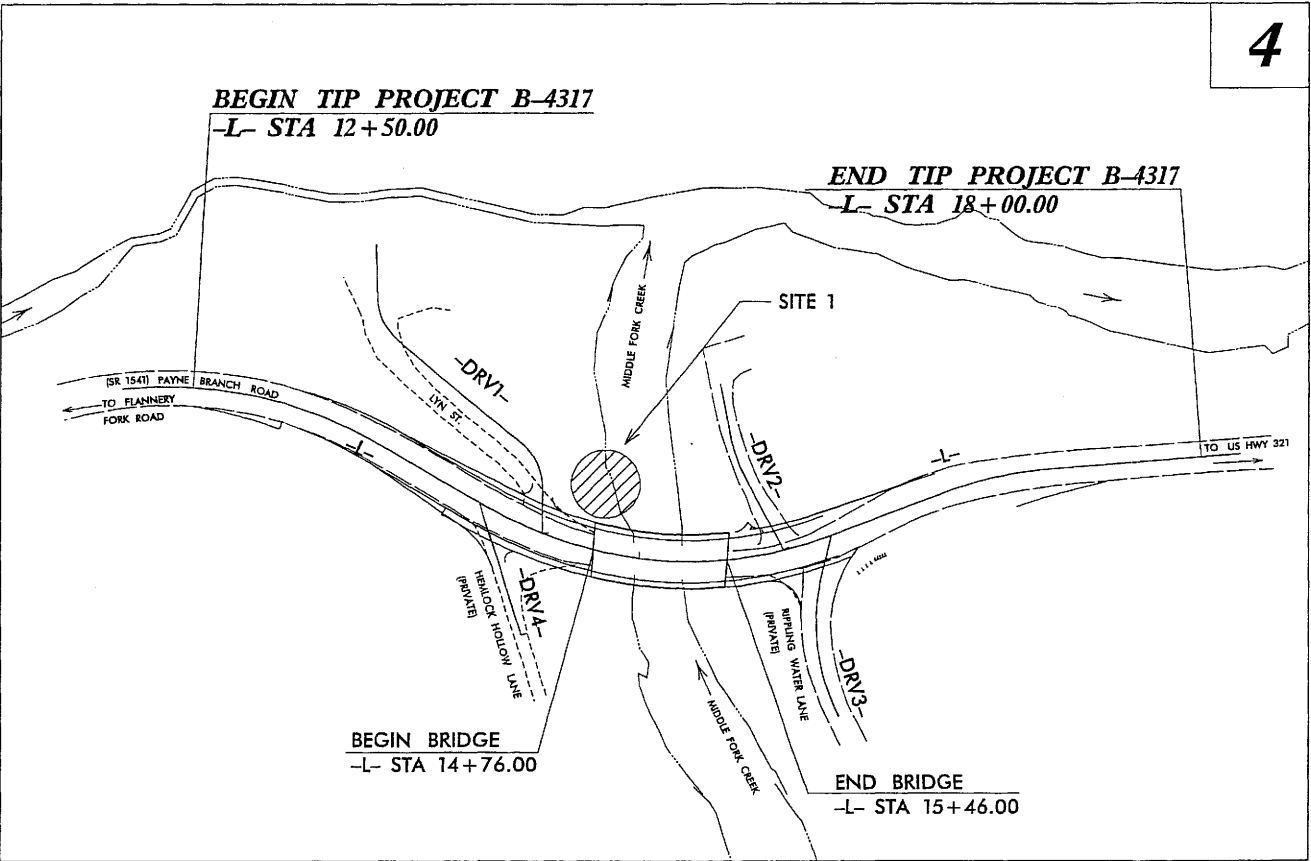 4
BEGIN TIP PROJECT B-4317
-L- STA 12+50.00
END TIP PROJECT B-4317
-L- STA 18+00.00
SITE 1
MIDDLE FORK CREEK
-DRV1-
LYN ST.
(SR 1541) PAYNE BRANCH ROAD
TO FLANNERY
FORK ROAD
-L-
-DRV2-
-L-
TO US HWY 321
HEMLOCK HOLLOW LANE
(PRIVATE)
-DRV4-
RIPPLING WATER LANE
(PRIVATE)
-DRV3-
MIDDLE FORK CREEK
BEGIN BRIDGE
-L- STA 14+76.00
END BRIDGE
-L- STA 15+46.00